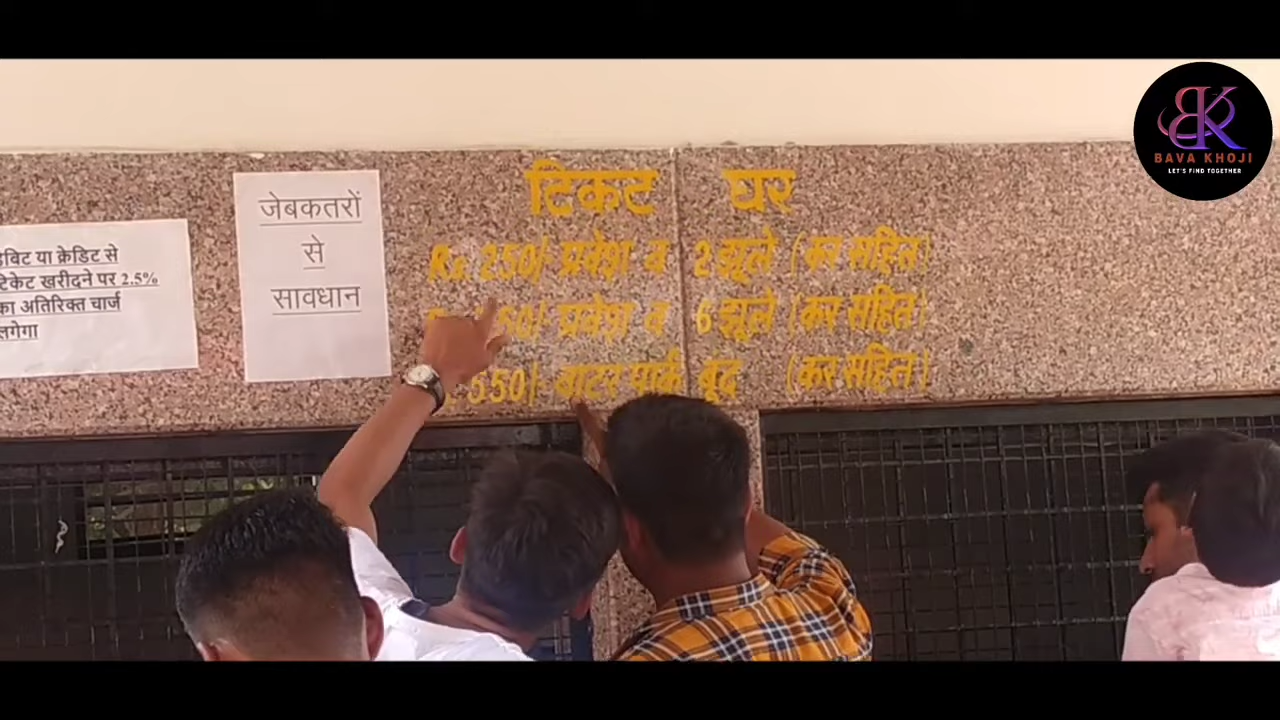 टिकट घर
Rs. 250/- प्रवेश व 2 झूले (कर सहित)
60/- प्रवेश व 6 झूले (कर सहित)
550/- वाटर पार्क बूट (कर सहित)
जेबकतरों
से
सावधान
डेबिट या क्रेडिट से
टिकेट खरीदने पर 2.5%
का अतिरिक्त चार्ज
लगेगा
BAVA KHOJI
LET'S FIND TOGETHER